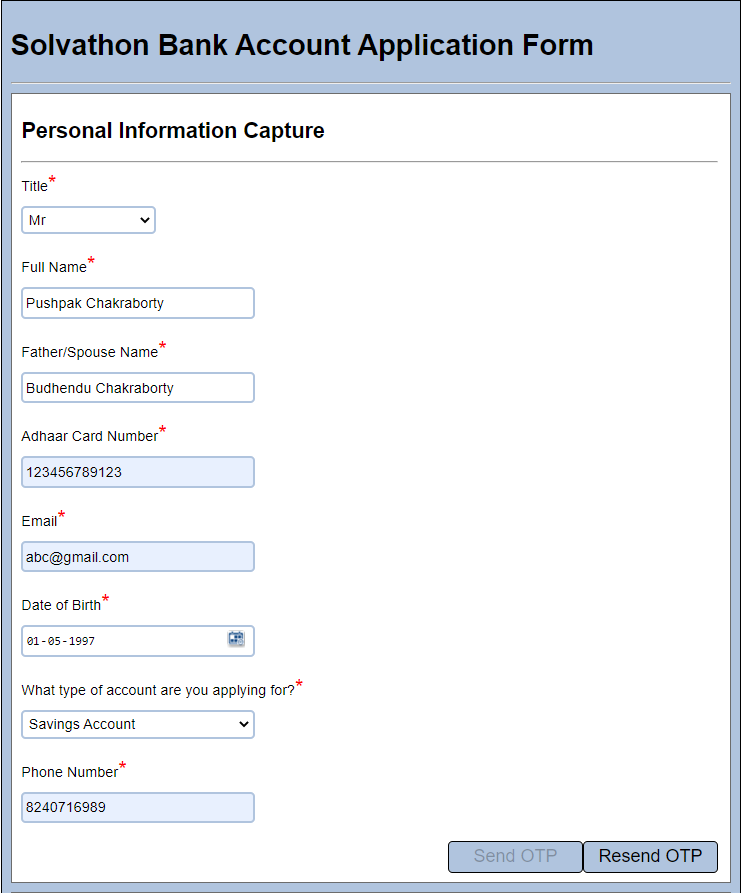 Solvathon Bank Account Application Form
Personal Information Capture
Title*
Mr
Full Name*
Pushpak Chakraborty
Father/Spouse Name*
Budhendu Chakraborty
Adhaar Card Number*
123456789123
Email*
abc@gmail.com
Date of Birth*
01-05-1997
What type of account are you applying for?*
Savings Account
Phone Number*
8240716989
Send OTP Resend OTP